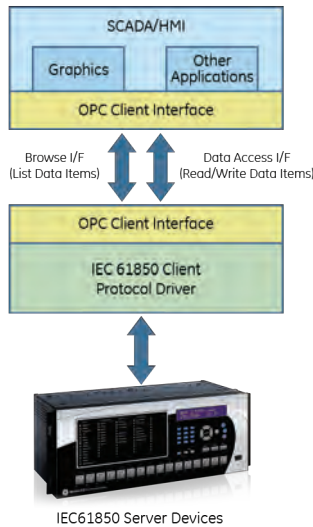 SCADA/HMI
Graphics
Other
Applications
OPC Client Interface
Browse I/F
(List Data Items)
Data Access I/F
(Read/Write Data Items)
OPC Client Interface
IEC 61850 Client
Protocol Driver
IEC61850 Server Devices